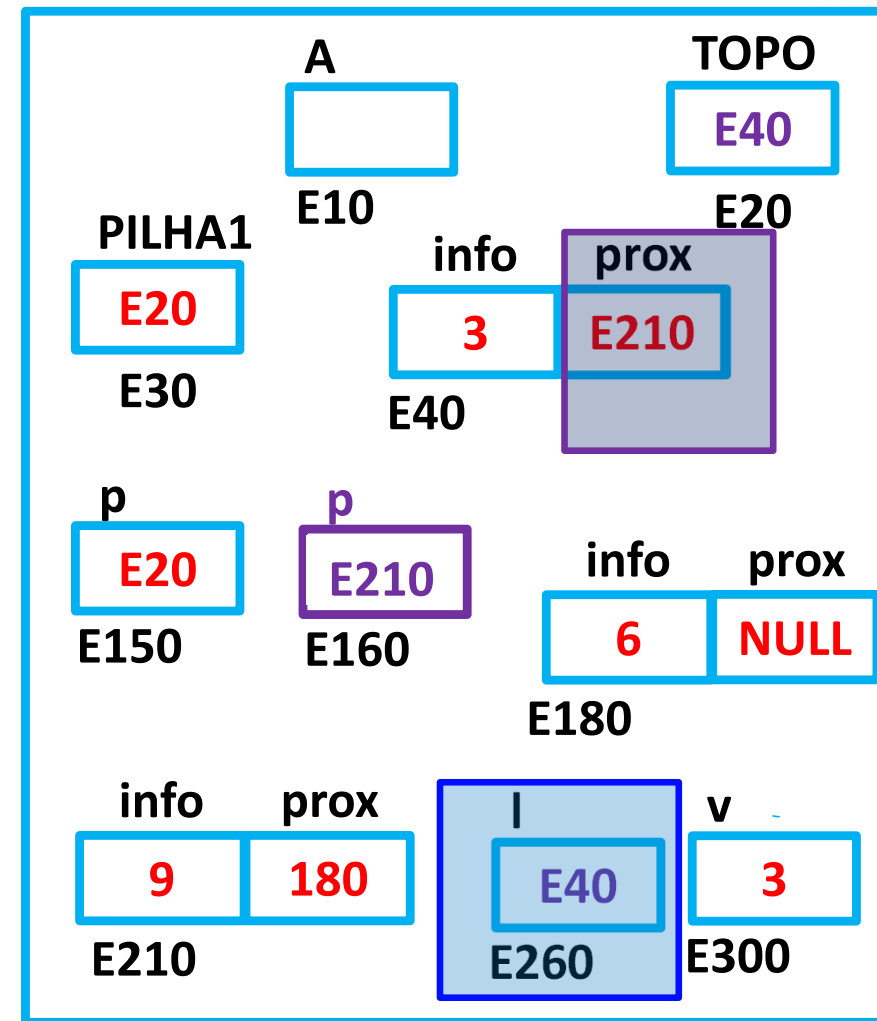 A
TOPO
E40
E10
E20
PILHA1
info prox
E20
3 E210
E30
E40
p
p
E20
E210
info prox
E150
E160
6 NULL
E180
info prox
l
v
9 180
E40
3
E210
E260
E300